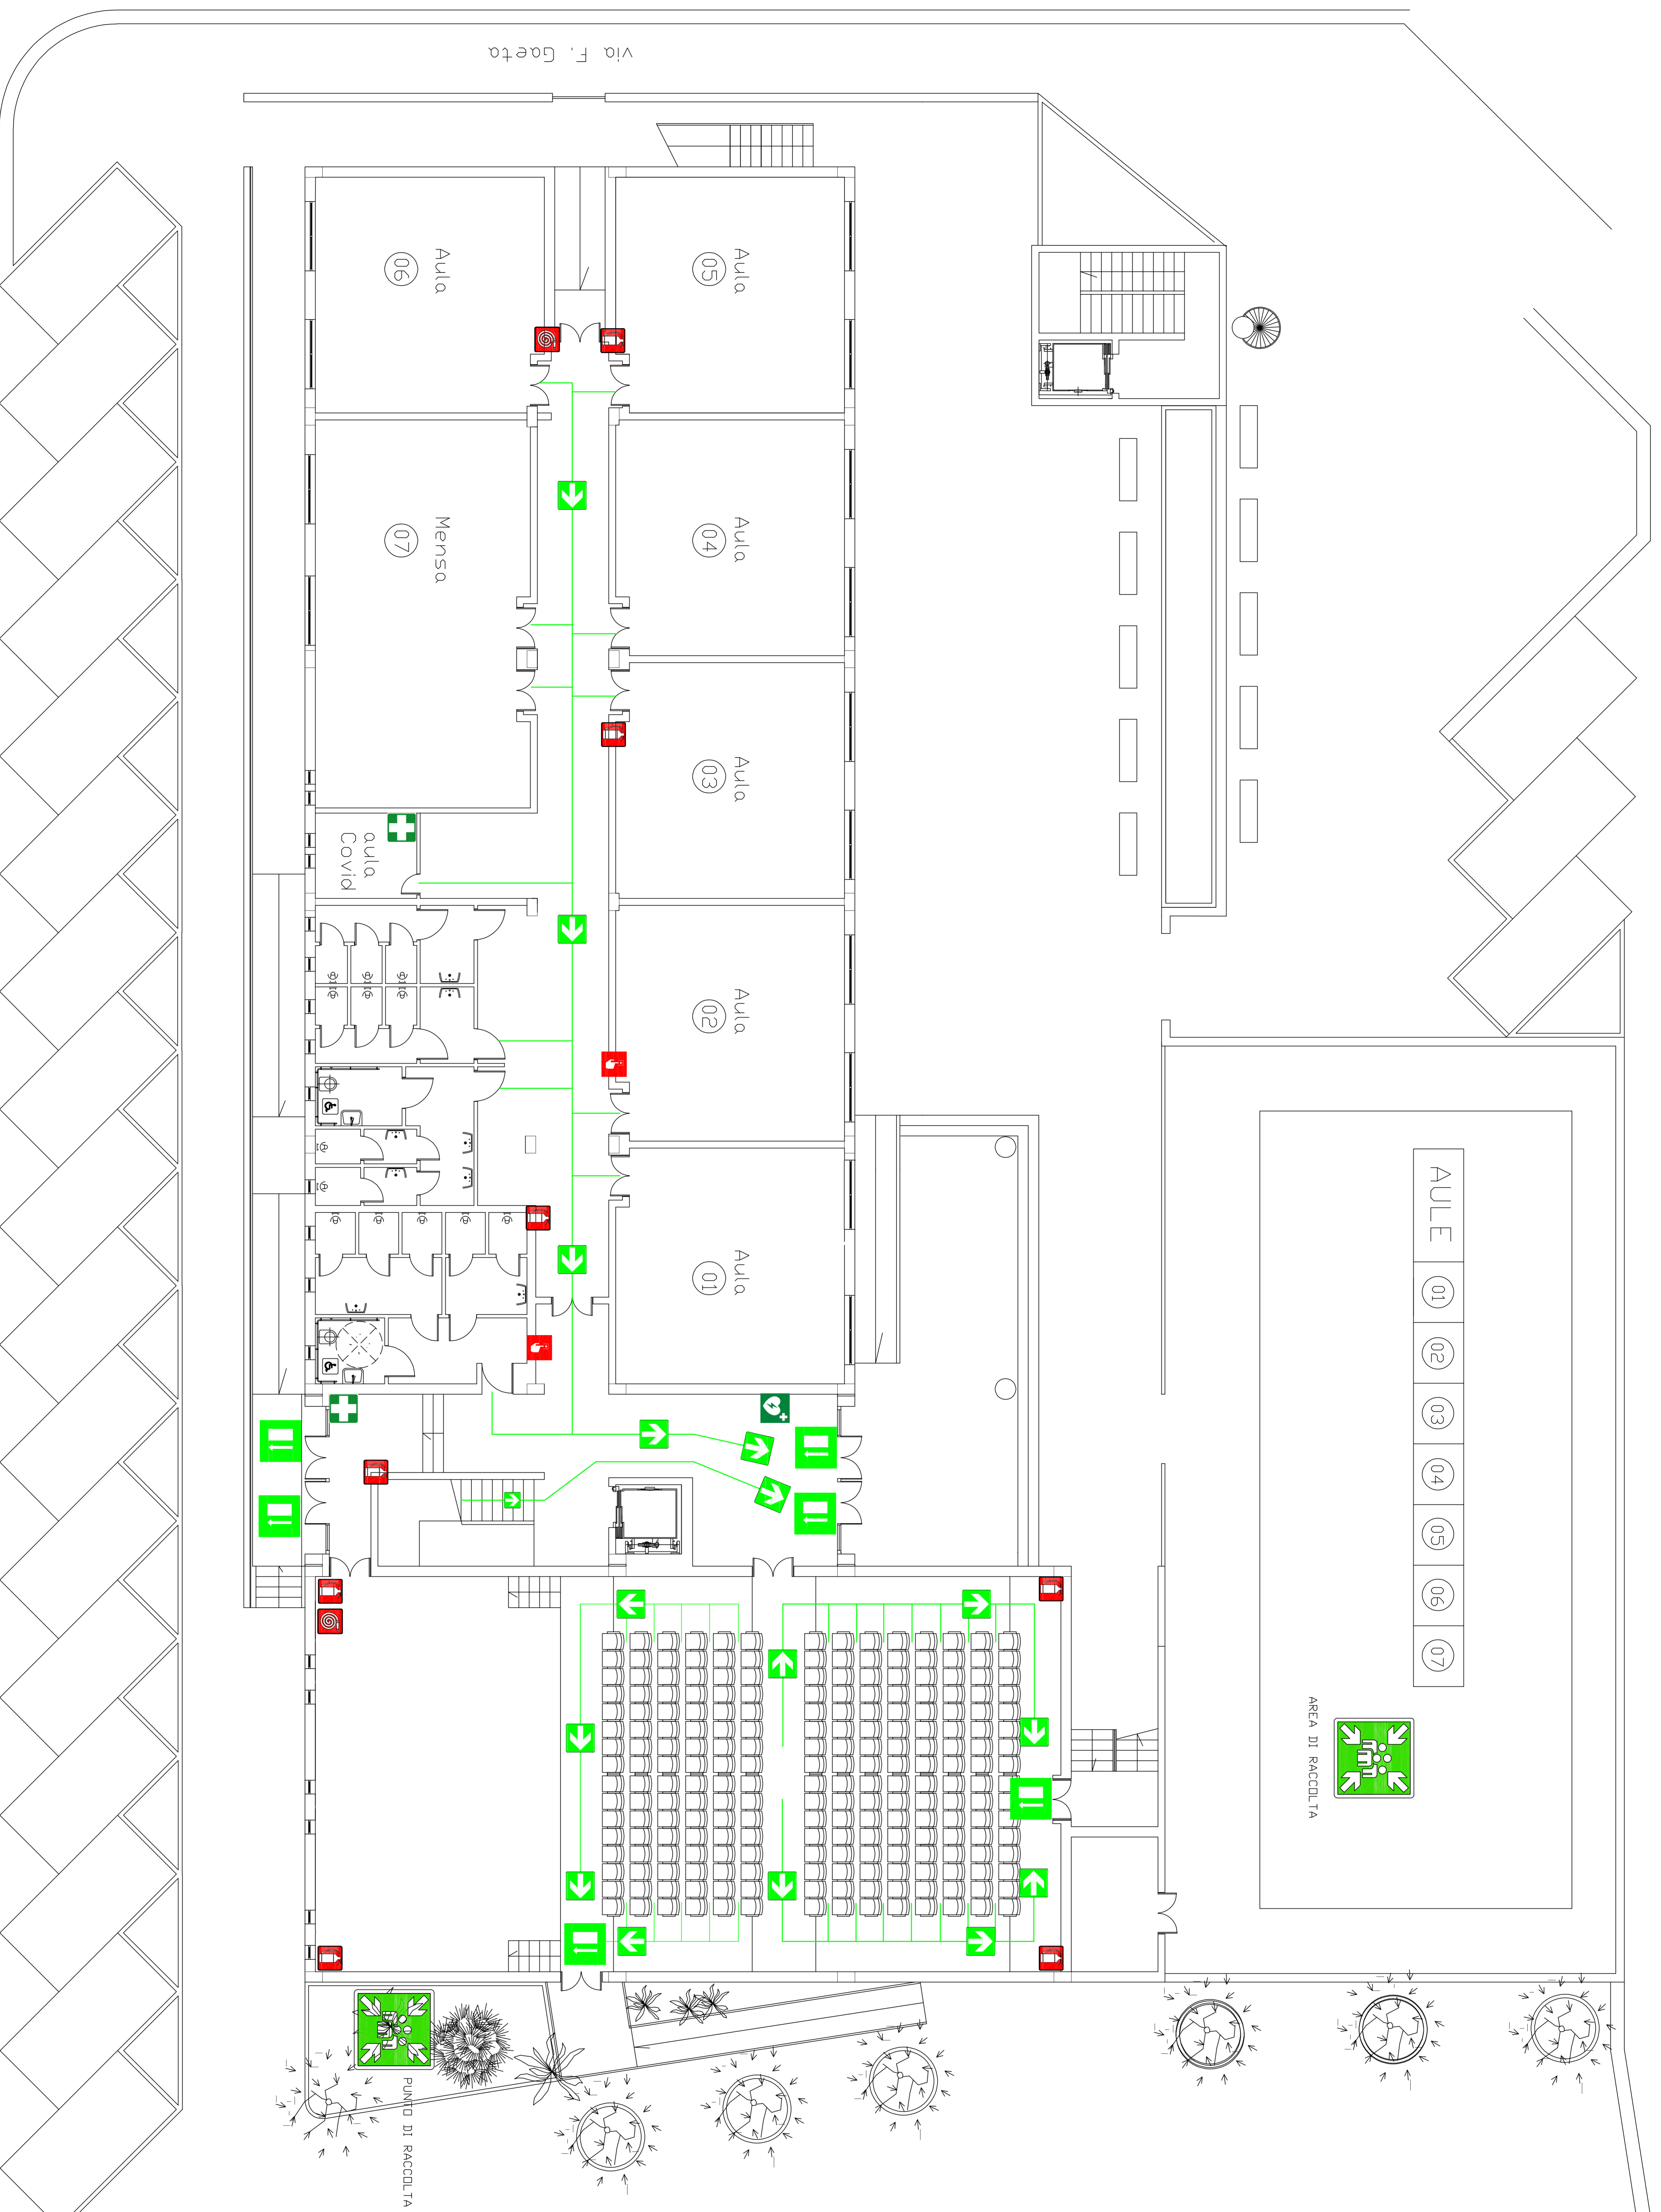 via F. Gaeta
Aula
06
Aula
05
Mensa
07
Aula
04
Aula
03
aula
Covid
Aula
02
Aula
01
AULE
01
02
03
04
05
06
07
AREA DI RACCOLTA
PUNTO DI RACCOLTA